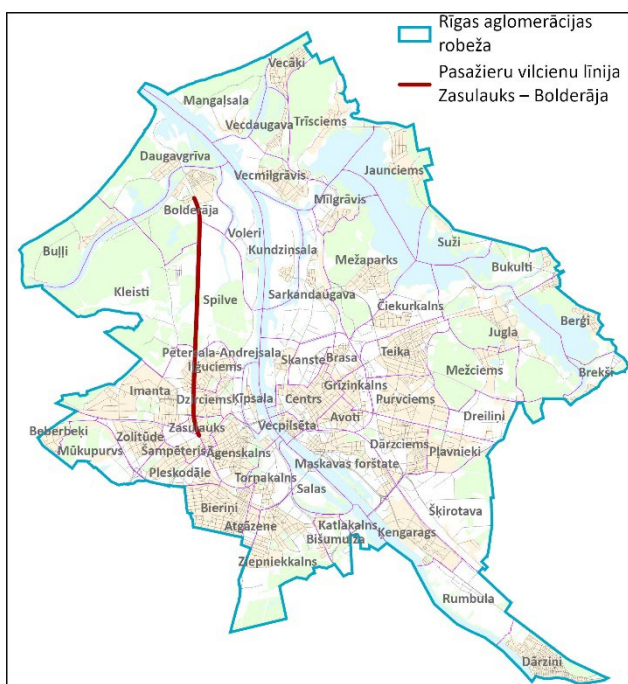 Rīgas aglomerācijas
robeža
Pasažieru vilcienu līnija
Zasulauks – Bolderāja
Vecāķi
Mangaļsala
Vecdaugava
Trīsciems
Daugavgrīva
Jaunciems
Vecmīlgrāvis
Mīlgrāvis
Bolderāja
Voleri
Suži
Buļļi
Kundziņsala
Mežaparks
Bukulti
Kleisti
Spilve
Sarkandaugava
Čiekurkalns
Berģi
Jugla
Pētersala-Andrejsala
Skanste
Brasa
Teika
Iļģuciems
Mežciems
Brekši
Imanta
Dzirciems
Ķīpsala
Centrs
Grīziņkalns
Purvciems
Avoti
Dreiliņi
Beberbeķi
Zolitūde
Zasulauks
Vecpilsēta
Dārzciems
Mūkupurvs
Šampēteris
Āgenskalns
Pļavnieki
Pleskodāle
Maskavas forštate
Torņakalns
Salas
Bieriņi
Šķirotava
Atgāzene
Katlakalns
Ķengarags
Bišumuiža
Ziepniekkalns
Rumbula
Dārziņi